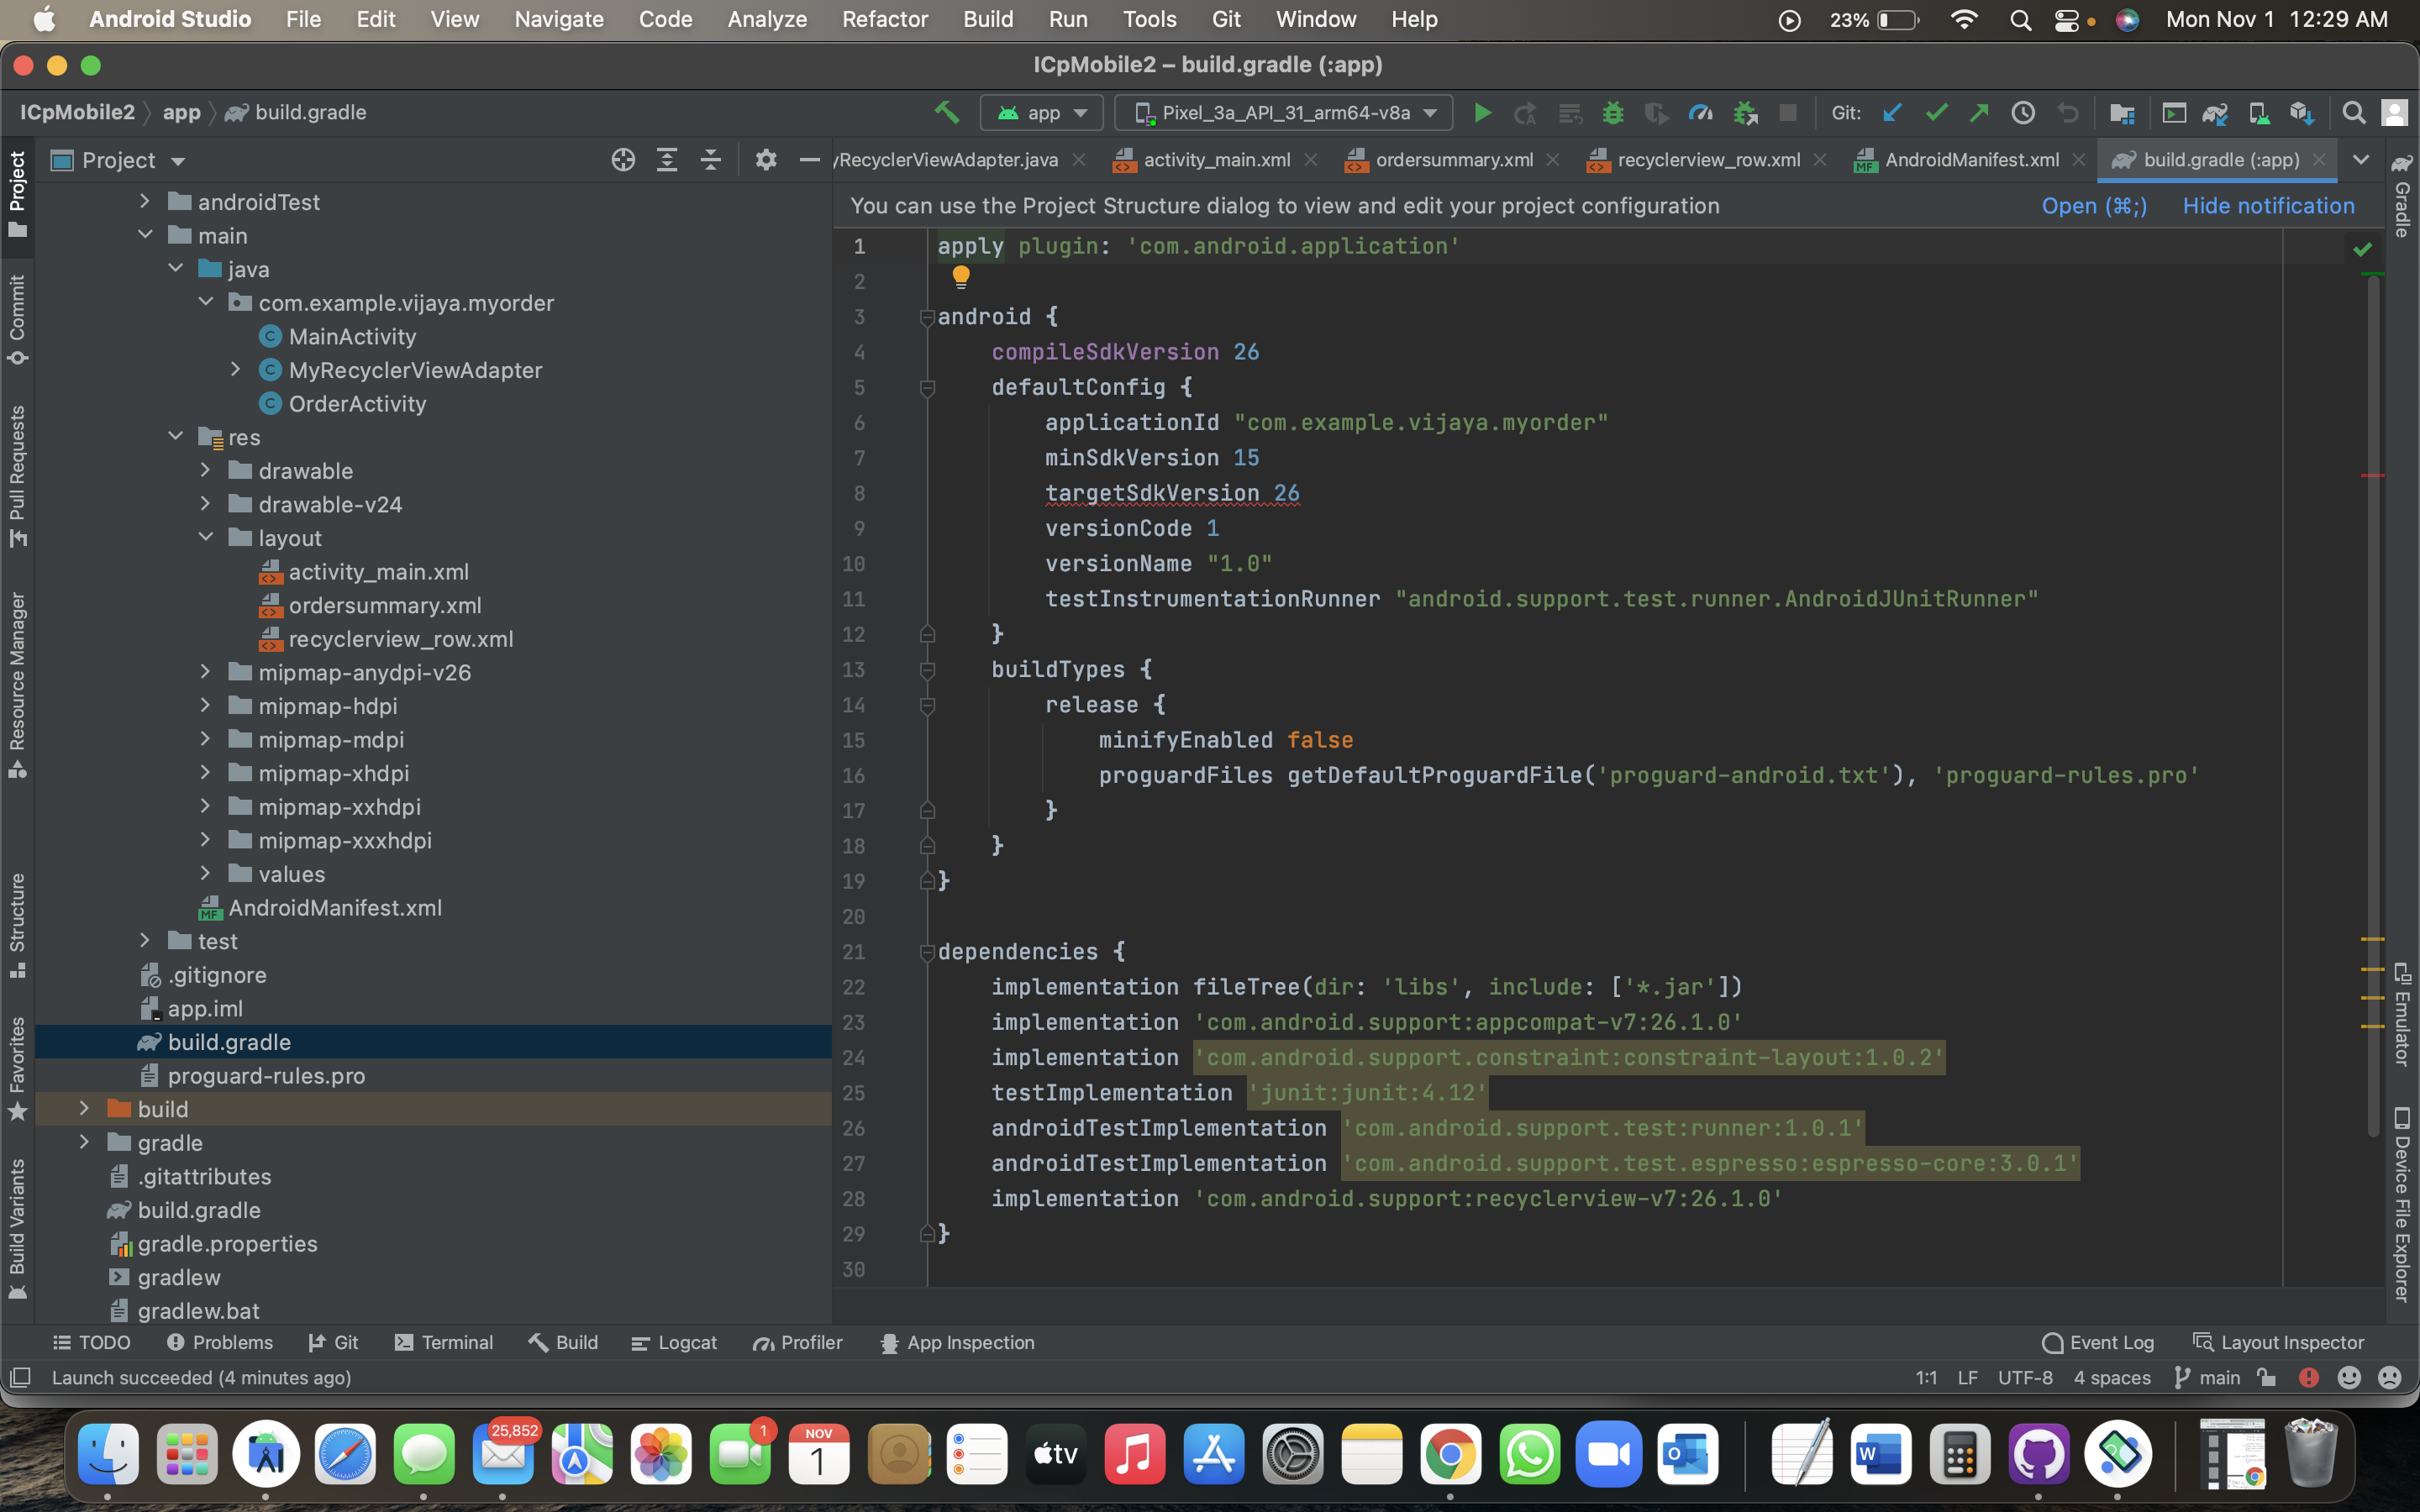 Android Studio File Edit View Navigate Code Analyze Refactor Build Run Tools Git Window Help 23% Mon Nov 1 12:29 AM
ICpMobile2 – build.gradle (:app)
ICpMobile2 app build.gradle app Pixel_3a_API_31_arm64-v8a Git:
Project
yRecyclerViewAdapter.java activity_main.xml ordersummary.xml recyclerview_row.xml AndroidManifest.xml build.gradle (:app)
You can use the Project Structure dialog to view and edit your project configuration Open (⌘;) Hide notification
Project
Commit
Pull Requests
Resource Manager
Structure
Favorites
Build Variants
androidTest
main
java
com.example.vijaya.myorder
MainActivity
MyRecyclerViewAdapter
OrderActivity
res
drawable
drawable-v24
layout
activity_main.xml
ordersummary.xml
recyclerview_row.xml
mipmap-anydpi-v26
mipmap-hdpi
mipmap-mdpi
mipmap-xhdpi
mipmap-xxhdpi
mipmap-xxxhdpi
values
AndroidManifest.xml
test
.gitignore
app.iml
build.gradle
proguard-rules.pro
build
gradle
.gitattributes
build.gradle
gradle.properties
gradlew
gradlew.bat
1 apply plugin: 'com.android.application'
2
3 android {
4 compileSdkVersion 26
5 defaultConfig {
6 applicationId "com.example.vijaya.myorder"
7 minSdkVersion 15
8 targetSdkVersion 26
9 versionCode 1
10 versionName "1.0"
11 testInstrumentationRunner "android.support.test.runner.AndroidJUnitRunner"
12 }
13 buildTypes {
14 release {
15 minifyEnabled false
16 proguardFiles getDefaultProguardFile('proguard-android.txt'), 'proguard-rules.pro'
17 }
18 }
19 }
20
21 dependencies {
22 implementation fileTree(dir: 'libs', include: ['*.jar'])
23 implementation 'com.android.support:appcompat-v7:26.1.0'
24 implementation 'com.android.support.constraint:constraint-layout:1.0.2'
25 testImplementation 'junit:junit:4.12'
26 androidTestImplementation 'com.android.support.test:runner:1.0.1'
27 androidTestImplementation 'com.android.support.test.espresso:espresso-core:3.0.1'
28 implementation 'com.android.support:recyclerview-v7:26.1.0'
29 }
30
Gradle
Emulator
Device File Explorer
TODO Problems Git Terminal Build Logcat Profiler App Inspection Event Log Layout Inspector
Launch succeeded (4 minutes ago) 1:1 LF UTF-8 4 spaces main
25,852
1
NOV
1
tv
W